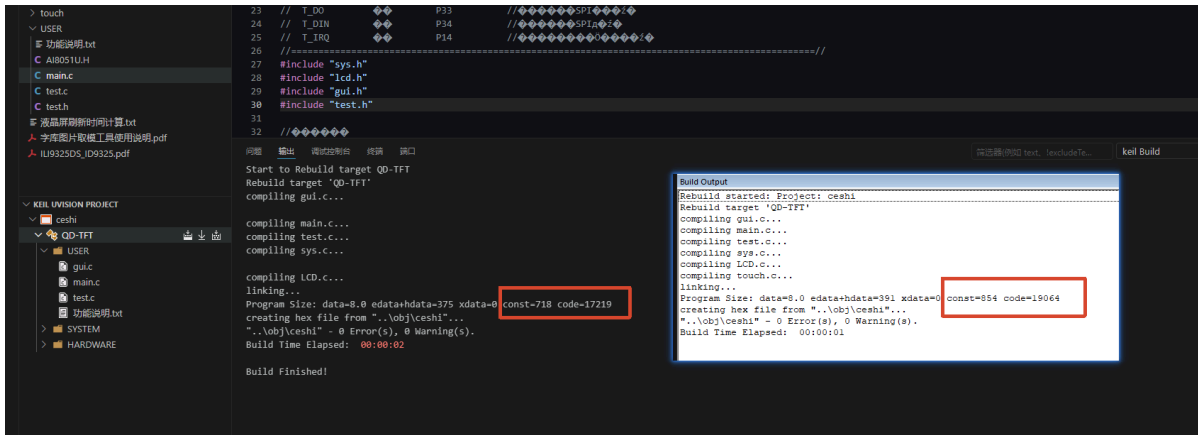 touch
USER
功能说明.txt
C AI8051U.H
C main.c
C test.c
C test.h
液晶屏刷新时间计算.txt
字库图片取模工具使用说明.pdf
ILI9325DS_ID9325.pdf
KEIL UVISION PROJECT
ceshi
QD-TFT
USER
gui.c
main.c
test.c
功能说明.txt
SYSTEM
HARDWARE
23 // T_DO P33 //SPI
24 // T_DIN P34 //SPI
25 // T_IRQ P14 //
26
27 #include "sys.h"
28 #include "lcd.h"
29 #include "gui.h"
30 #include "test.h"
31
32 //
问题 输出 调试控制台 终端 端口
筛选器(例如 text、!excludeTe...
keil Build
Start to Rebuild target QD-TFT
Rebuild target 'QD-TFT'
compiling gui.c...
compiling main.c...
compiling test.c...
compiling sys.c...
compiling LCD.c...
linking...
Program Size: data=8.0 edata+hdata=375 xdata=0 const=718 code=17219
creating hex file from "..\obj\ceshi"...
"..\obj\ceshi" - 0 Error(s), 0 Warning(s).
Build Time Elapsed: 00:00:02
Build Finished!
Build Output
Rebuild started: Project: ceshi
Rebuild target 'QD-TFT'
compiling gui.c...
compiling main.c...
compiling test.c...
compiling sys.c...
compiling LCD.c...
compiling touch.c...
linking...
Program Size: data=8.0 edata+hdata=391 xdata=0 const=854 code=19064
creating hex file from "..\obj\ceshi"...
"..\obj\ceshi" - 0 Error(s), 0 Warning(s).
Build Time Elapsed: 00:00:01